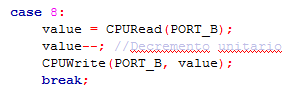 case 8:
value = CPURead(PORT_B);
value--; //Decremento unitario
CPUWrite(PORT_B, value);
break;